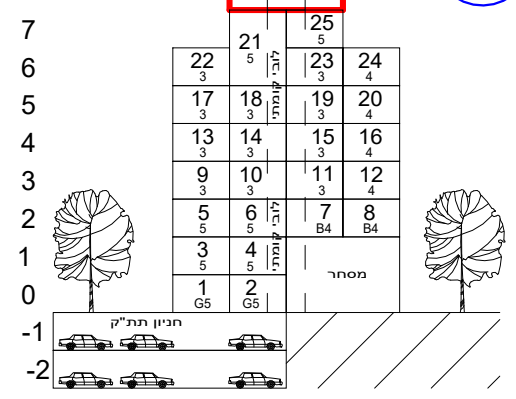 7 21 25
5 5
6 22 23 24
3 3 4
5 17 18 19 20
3 3 3 4
4 13 14 15 16
3 3 3 4
3 9 10 11 12
3 3 3 4
2 5 6 7 8
5 5 B4 B4
1 3 4
5 5
0 1 2
G5 G5
לובי קומתי
לובי קומתי
מסחר
-1 חניון תת"ק
-2